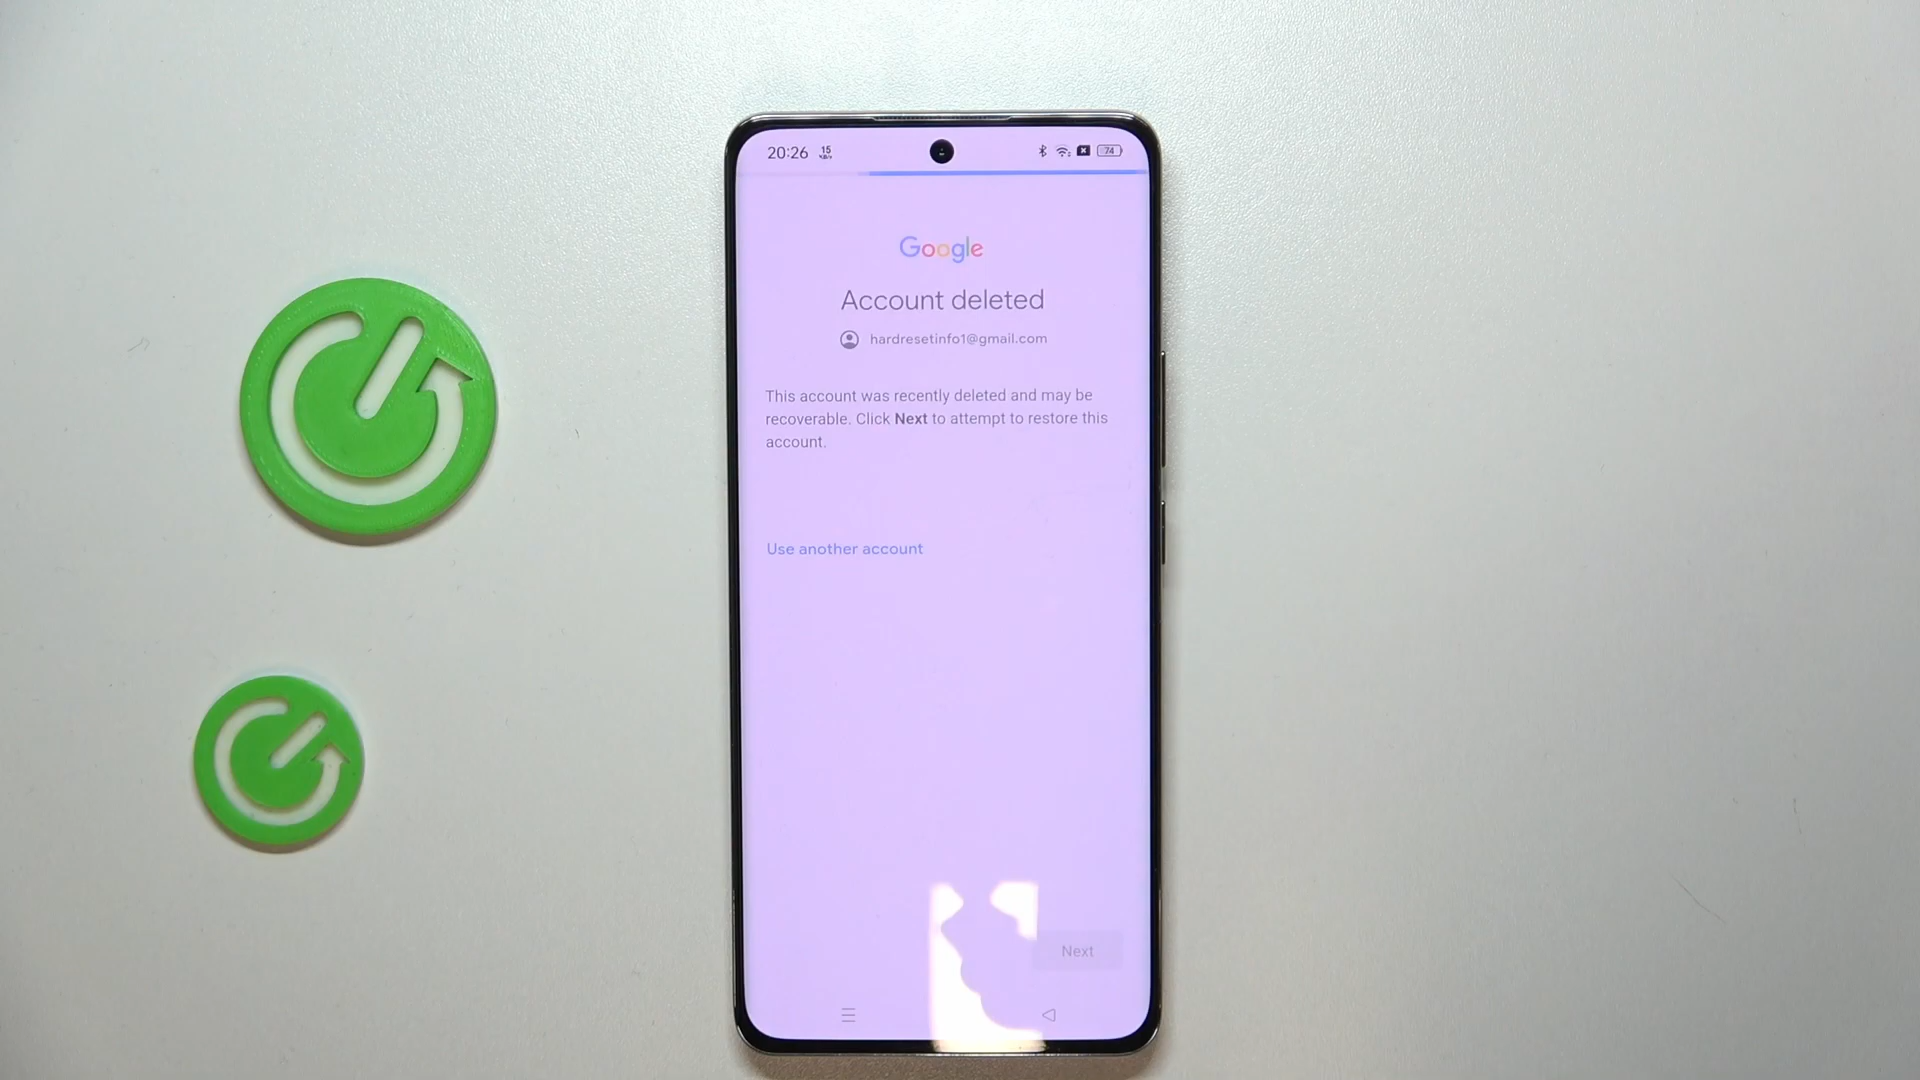 20:26 15
Google
Account deleted
hardresetinfo1@gmail.com
This account was recently deleted and may be
recoverable. Click Next to attempt to restore this
account.
Use another account
Next